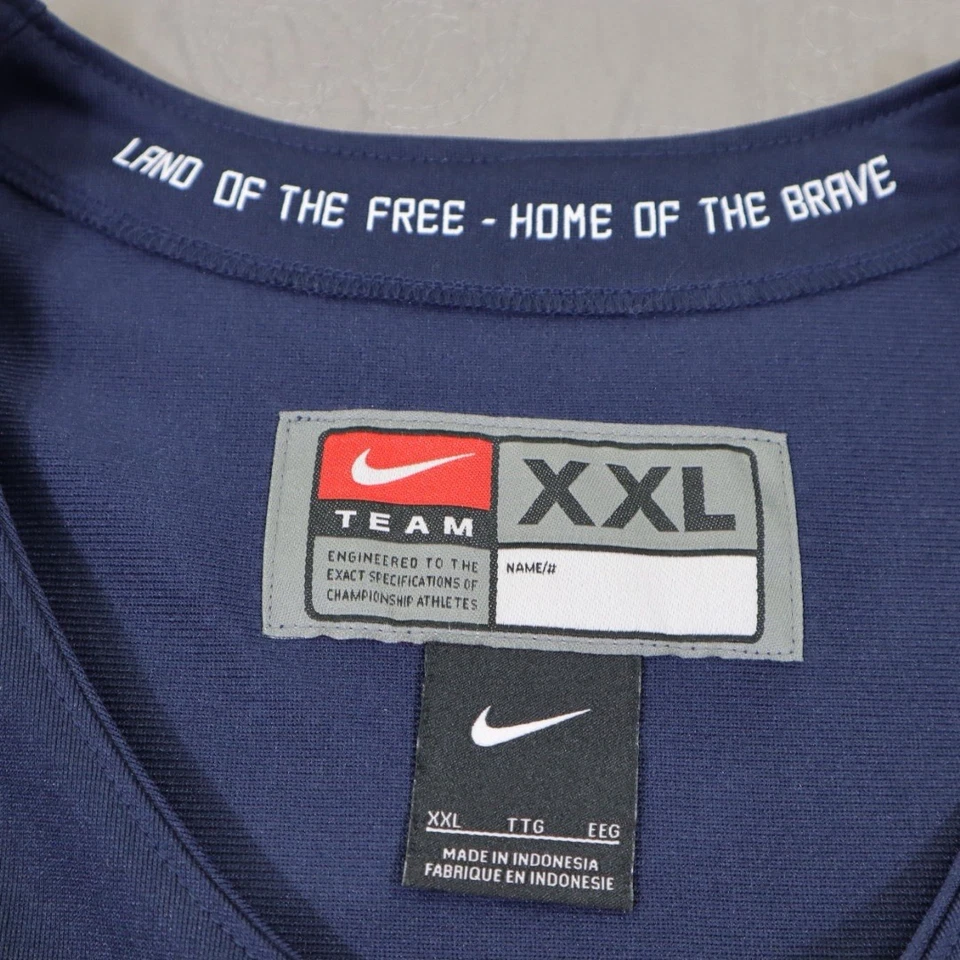 LAND OF THE FREE - HOME OF THE BRAVE
TEAM
ENGINEERED TO THE
EXACT SPECIFICATIONS OF
CHAMPIONSHIP ATHLETES
XXL
NAME/#
XXL TTG EEG
MADE IN INDONESIA
FABRIQUE EN INDONESIE